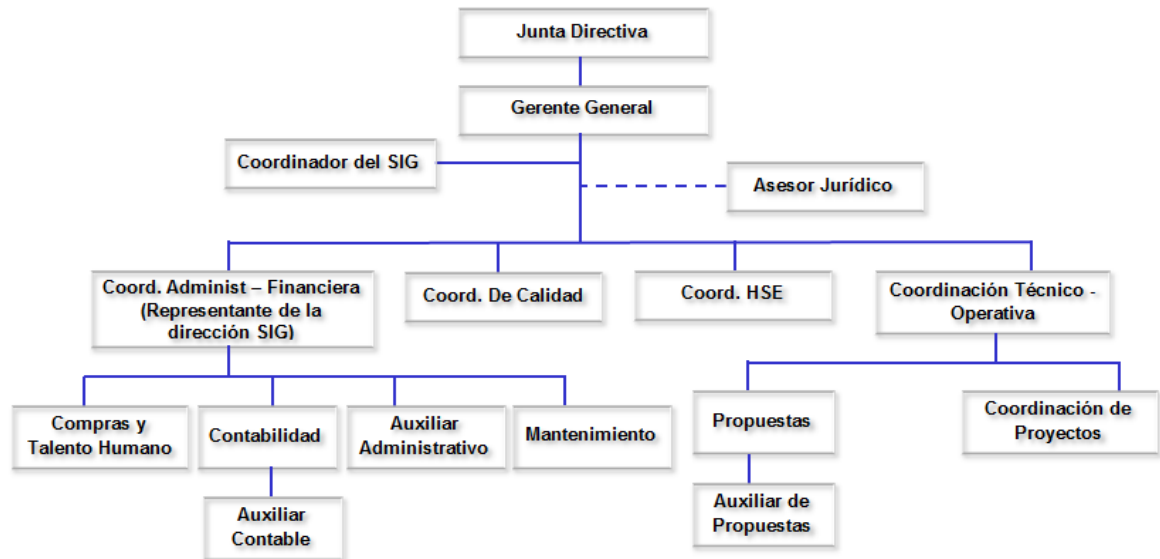 Junta Directiva
Gerente General
Coordinador del SIG
Asesor Jurídico
Coord. Administ – Financiera
(Representante de la
dirección SIG)
Coord. De Calidad
Coord. HSE
Coordinación Técnico -
Operativa
Compras y
Talento Humano
Contabilidad
Auxiliar
Administrativo
Mantenimiento
Propuestas
Coordinación de
Proyectos
Auxiliar
Contable
Auxiliar de
Propuestas